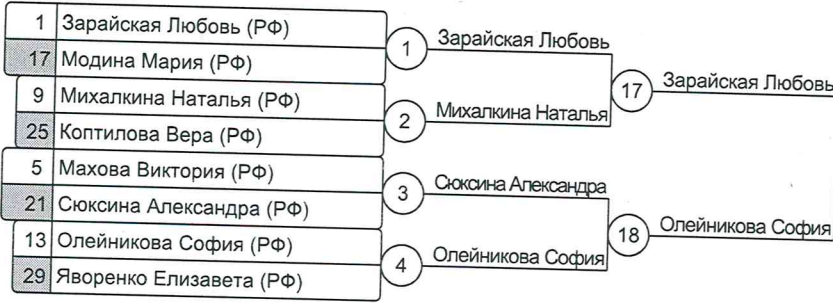 1 Зарайская Любовь (РФ)
17 Модина Мария (РФ)
9 Михалкина Наталья (РФ)
25 Коптилова Вера (РФ)
5 Махова Виктория (РФ)
21 Сюксина Александра (РФ)
13 Олейникова София (РФ)
29 Яворенко Елизавета (РФ)
1 Зарайская Любовь
2 Михалкина Наталья
3 Сюксина Александра
4 Олейникова София
17 Зарайская Любовь
18 Олейникова София